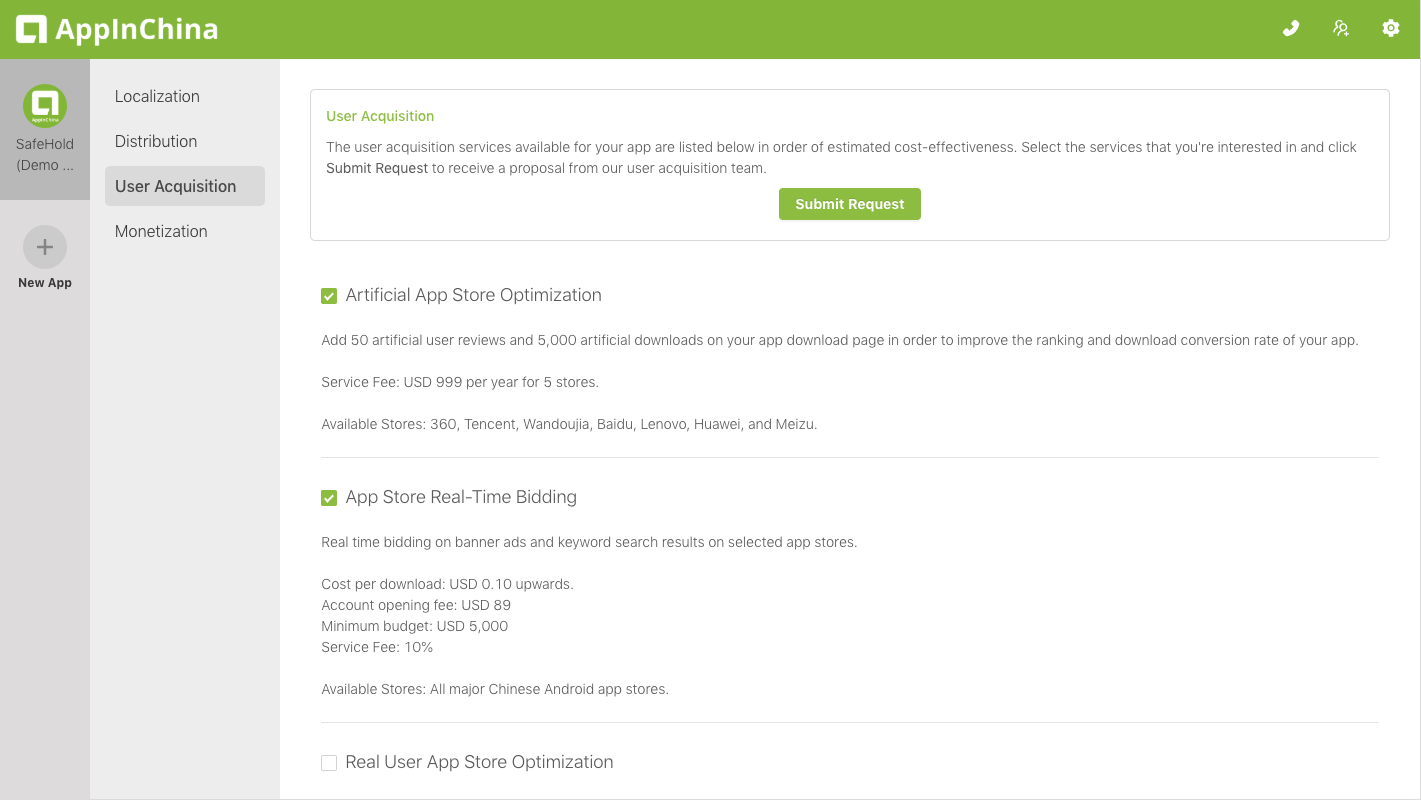 AppInChina
AppInChina
SafeHold
(Demo ...
New App
Localization
Distribution
User Acquisition
Monetization
User Acquisition
The user acquisition services available for your app are listed below in order of estimated cost-effectiveness. Select the services that you're interested in and click
Submit Request to receive a proposal from our user acquisition team.
Submit Request
Artificial App Store Optimization
Add 50 artificial user reviews and 5,000 artificial downloads on your app download page in order to improve the ranking and download conversion rate of your app.
Service Fee: USD 999 per year for 5 stores.
Available Stores: 360, Tencent, Wandoujia, Baidu, Lenovo, Huawei, and Meizu.
App Store Real-Time Bidding
Real time bidding on banner ads and keyword search results on selected app stores.
Cost per download: USD 0.10 upwards.
Account opening fee: USD 89
Minimum budget: USD 5,000
Service Fee: 10%
Available Stores: All major Chinese Android app stores.
Real User App Store Optimization